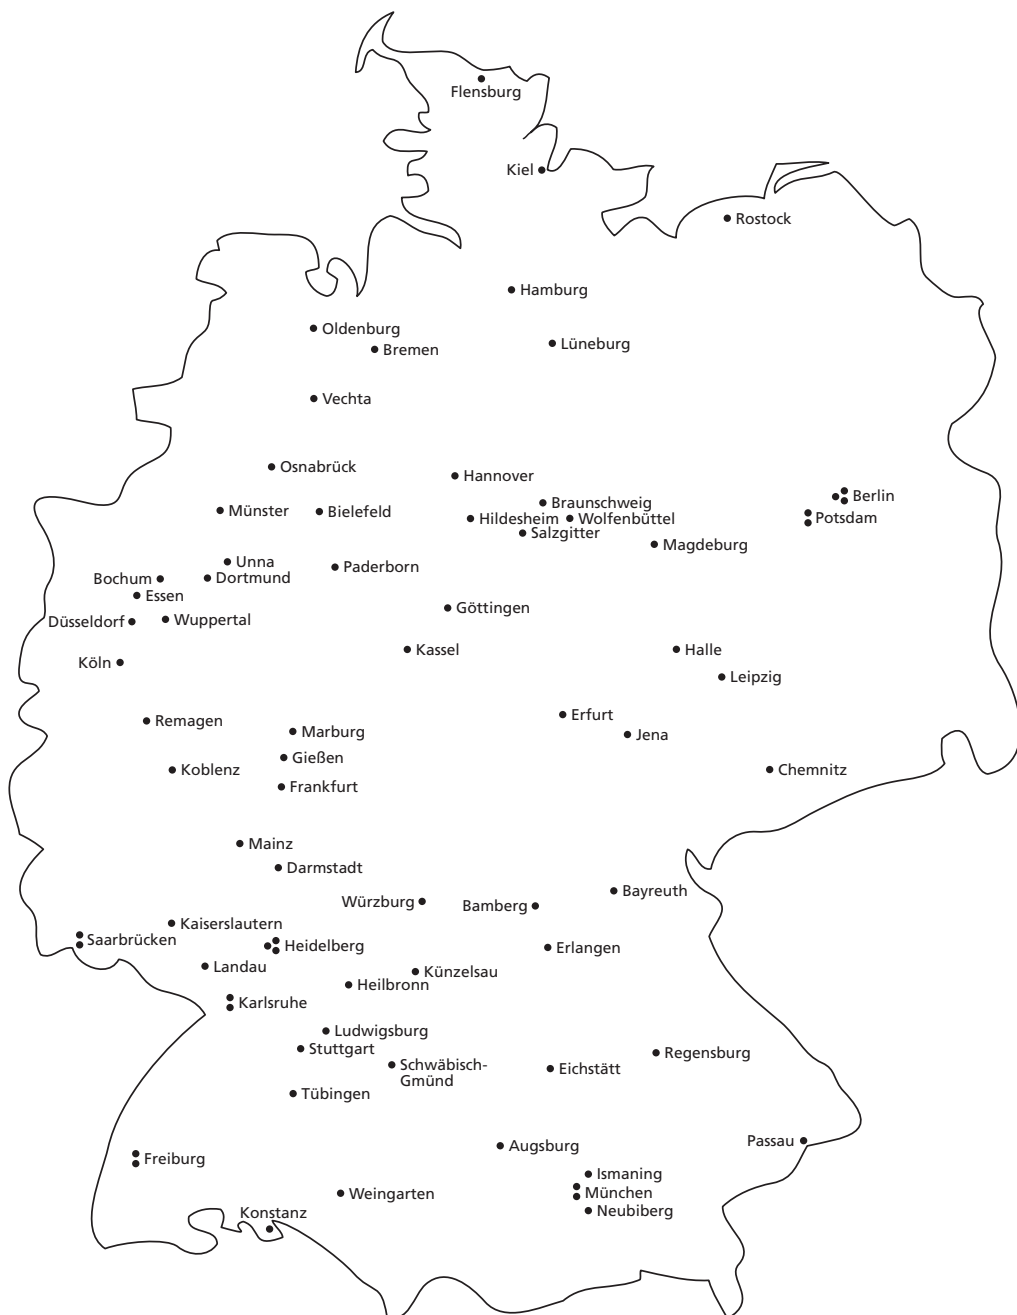 Flensburg
Kiel
Rostock
Hamburg
Oldenburg
Lüneburg
Bremen
Vechta
Osnabrück
Hannover
Berlin
Braunschweig
Münster
Bielefeld
Hildesheim
Wolfenbüttel
Potsdam
Salzgitter
Magdeburg
Unna
Paderborn
Bochum
Dortmund
Essen
Göttingen
Düsseldorf
Wuppertal
Kassel
Halle
Köln
Leipzig
Erfurt
Remagen
Marburg
Jena
Gießen
Koblenz
Chemnitz
Frankfurt
Mainz
Darmstadt
Bayreuth
Würzburg
Bamberg
Kaiserslautern
Saarbrücken
Heidelberg
Erlangen
Landau
Künzelsau
Heilbronn
Karlsruhe
Ludwigsburg
Stuttgart
Regensburg
Schwäbisch-
Gmünd
Eichstätt
Tübingen
Augsburg
Passau
Freiburg
Ismaning
Weingarten
München
Neubiberg
Konstanz